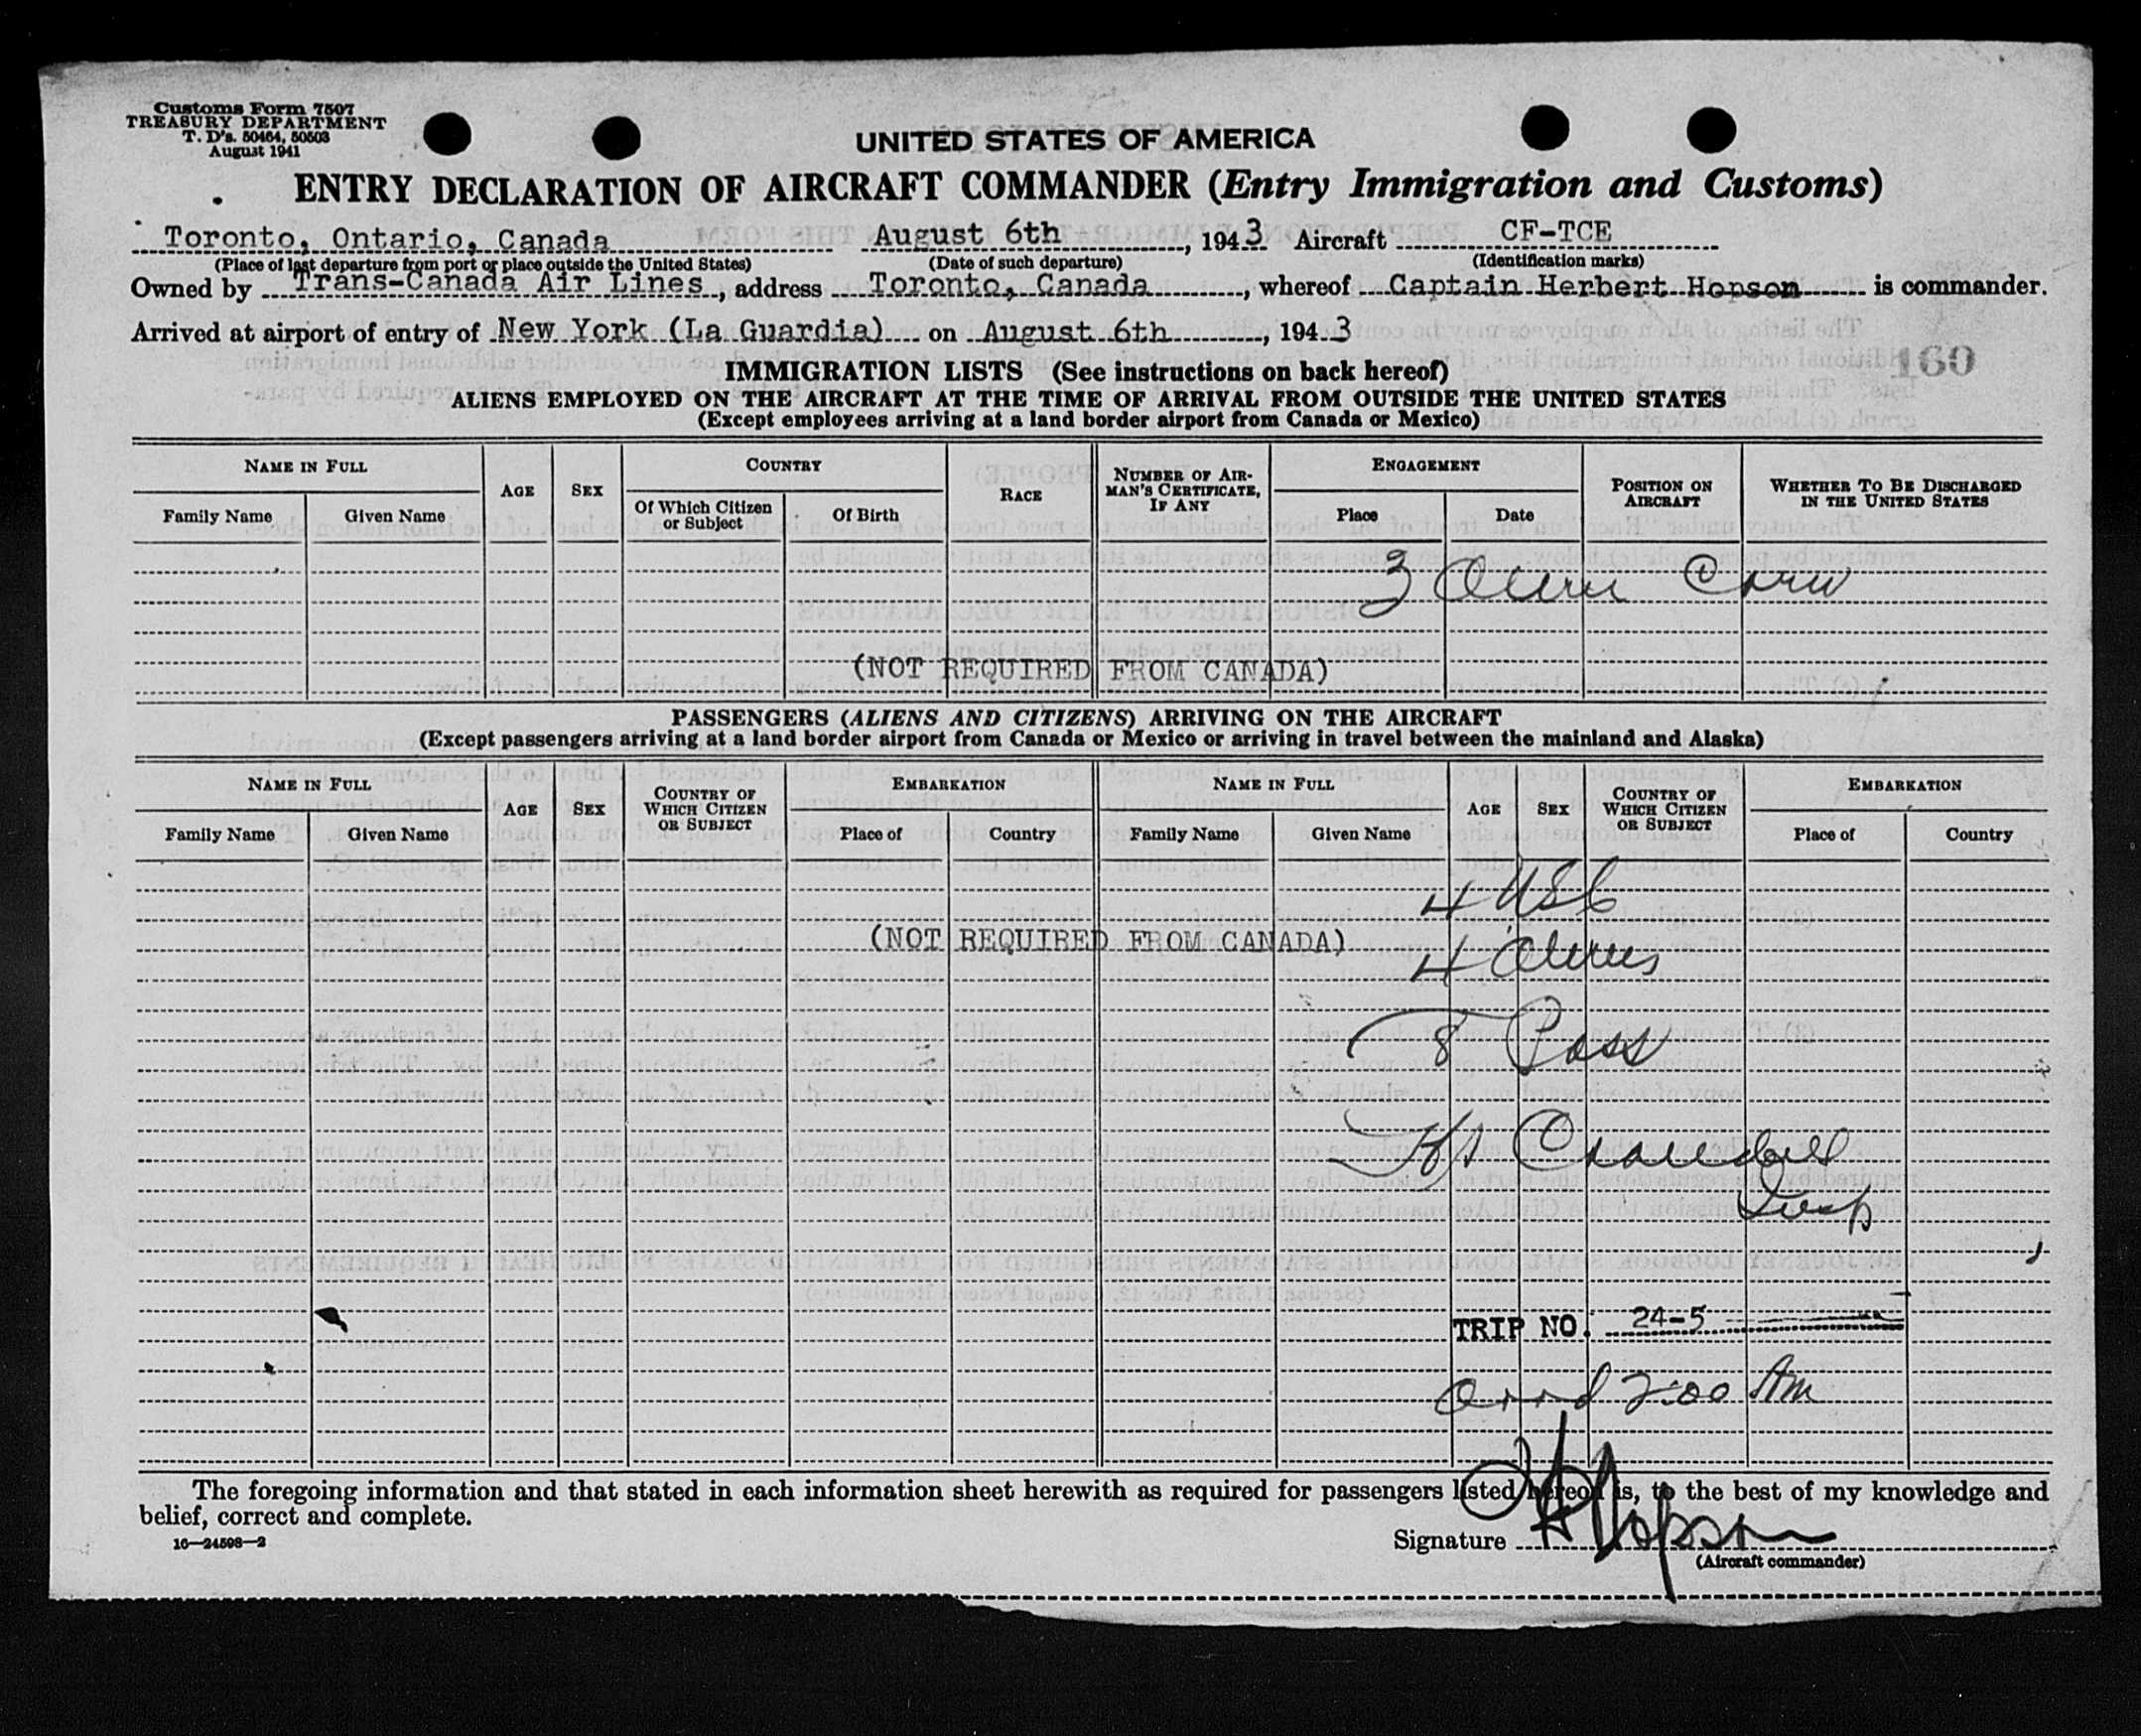 Customs Form 7507
TREASURY DEPARTMENT
T. D's. 50464, 50503
August 1941
UNITED STATES OF AMERICA
ENTRY DECLARATION OF AIRCRAFT COMMANDER (Entry Immigration and Customs)
Toronto, Ontario, Canada August 6th, 1943 Aircraft CF-TCE
(Place of last departure from port or place outside the United States) (Date of such departure) (Identification marks)
Owned by Trans-Canada Air Lines, address Toronto, Canada, whereof Captain Herbert Hopson is commander.
Arrived at airport of entry of New York (La Guardia) on August 6th, 1943
160
IMMIGRATION LISTS (See instructions on back hereof)
ALIENS EMPLOYED ON THE AIRCRAFT AT THE TIME OF ARRIVAL FROM OUTSIDE THE UNITED STATES
(Except employees arriving at a land border airport from Canada or Mexico)
NAME IN FULL AGE SEX COUNTRY RACE NUMBER OF AIRMAN'S CERTIFICATE, IF ANY ENGAGEMENT POSITION ON AIRCRAFT WHETHER TO BE DISCHARGED IN THE UNITED STATES
Family Name Given Name Of Which Citizen or Subject Of Birth Place Date
3 Alien Crew
(NOT REQUIRED FROM CANADA)
PASSENGERS (ALIENS AND CITIZENS) ARRIVING ON THE AIRCRAFT
(Except passengers arriving at a land border airport from Canada or Mexico or arriving in travel between the mainland and Alaska)
NAME IN FULL AGE SEX COUNTRY OF WHICH CITIZEN OR SUBJECT EMBARKATION NAME IN FULL AGE SEX COUNTRY OF WHICH CITIZEN OR SUBJECT EMBARKATION
Family Name Given Name Place of Country Family Name Given Name Place of Country
4 USC
(NOT REQUIRED FROM CANADA)
4 Aliens
8 Pass
Insp
TRIP NO. 24-5
arrd 2:00 Am
The foregoing information and that stated in each information sheet herewith as required for passengers listed hereon is, to the best of my knowledge and
belief, correct and complete.
16—24598—2
Signature H Hopson
(Aircraft commander)